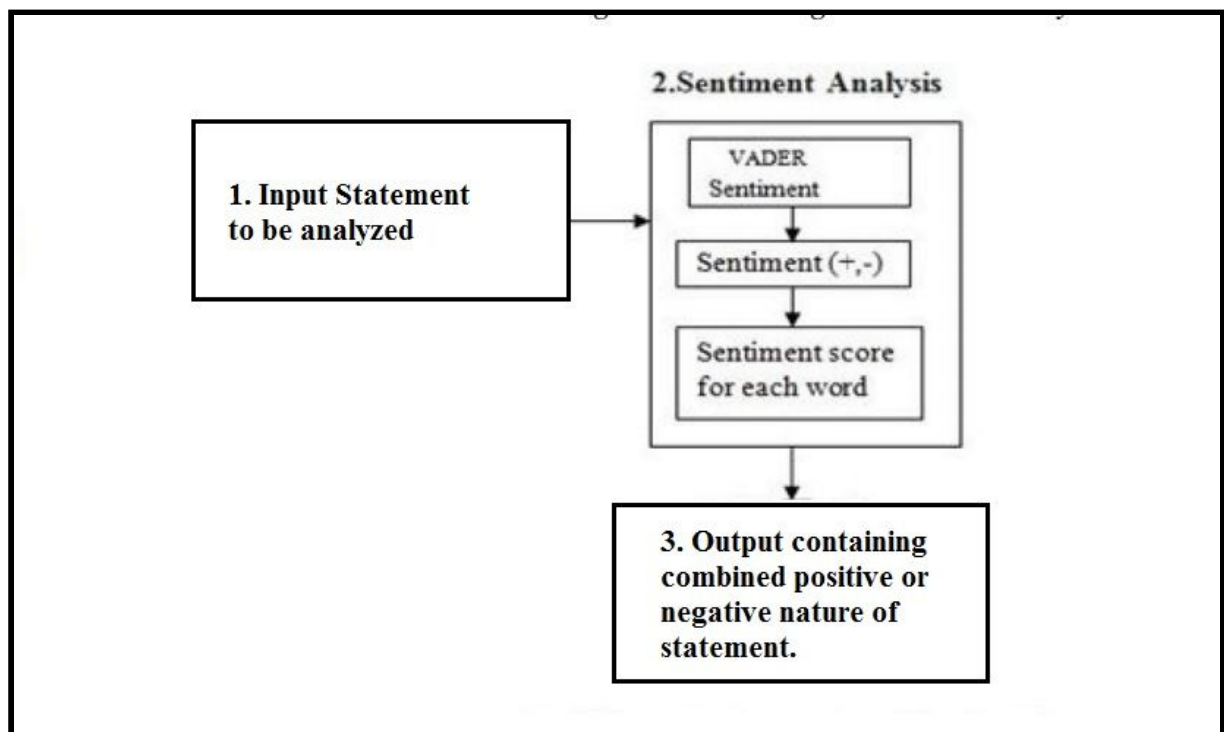 2.Sentiment Analysis
1. Input Statement
to be analyzed
VADER
Sentiment
Sentiment (+,-)
Sentiment score
for each word
3. Output containing
combined positive or
negative nature of
statement.